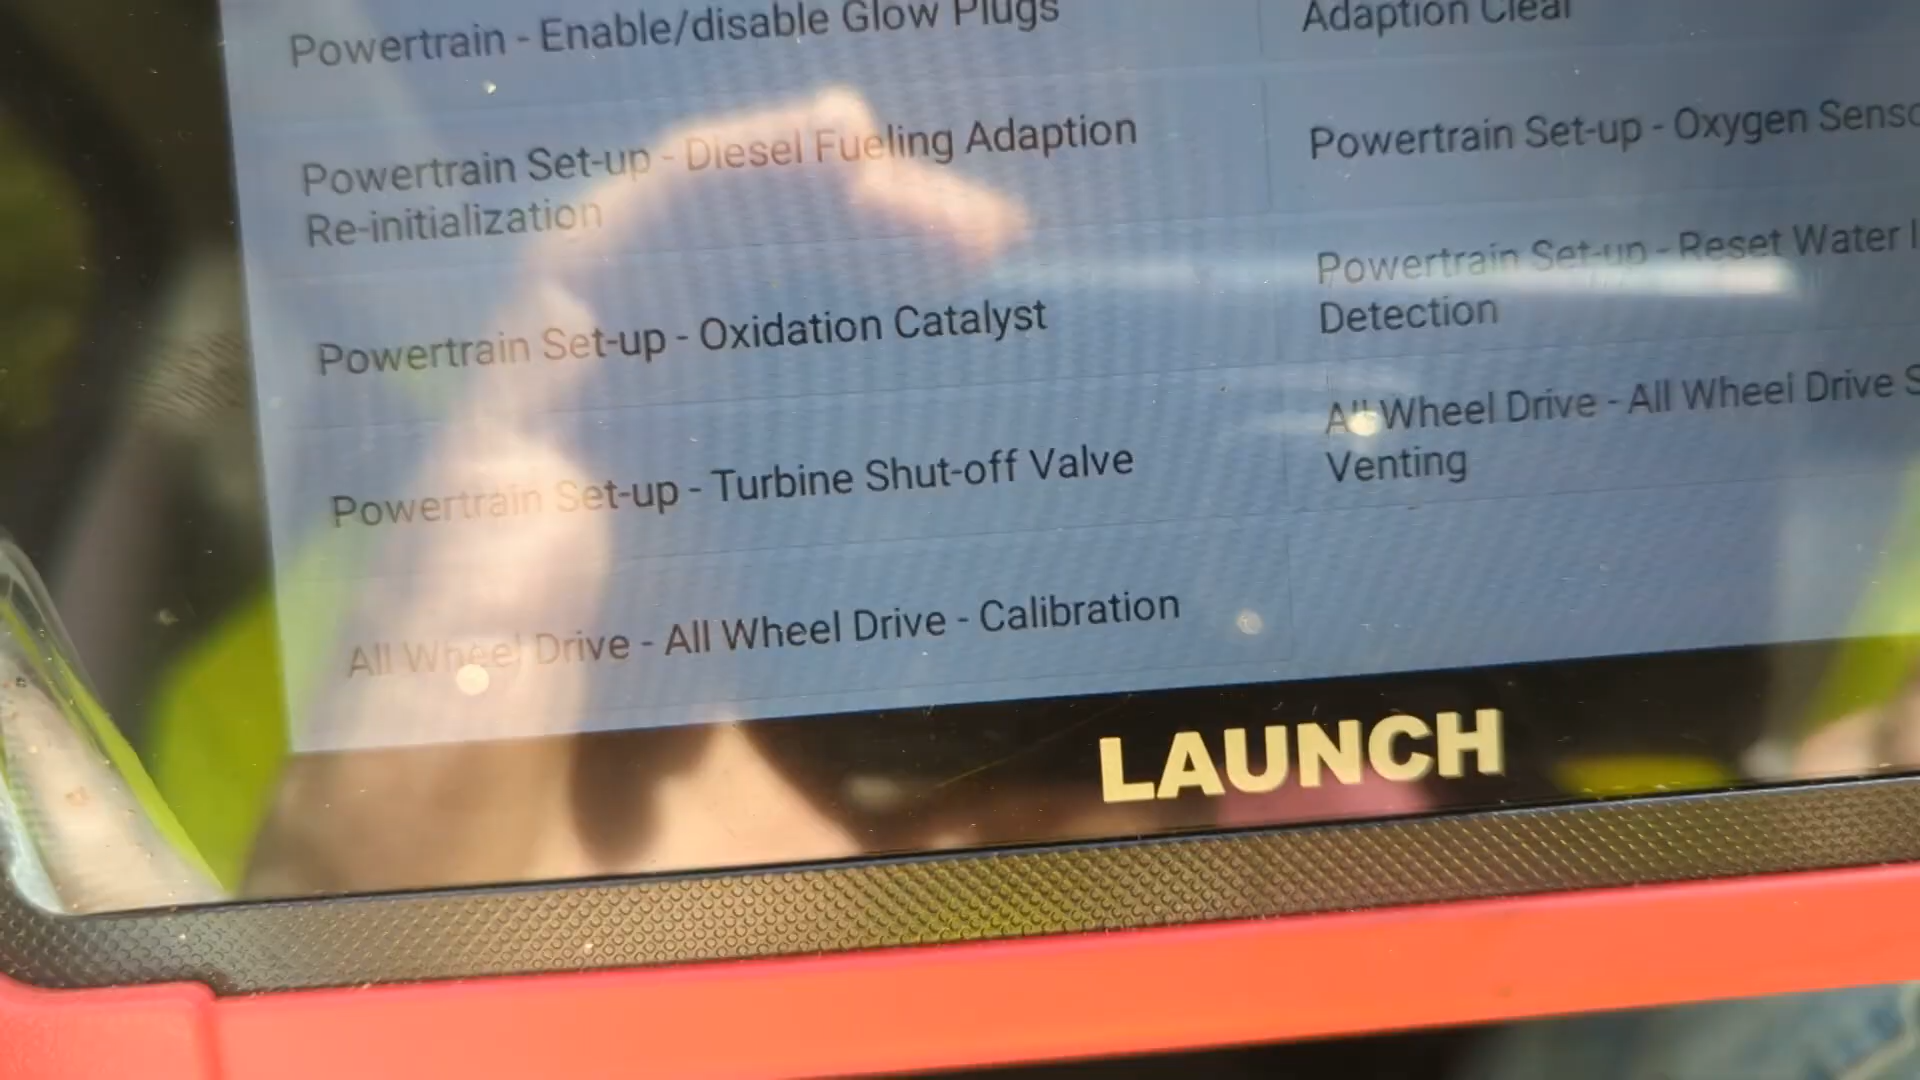 Powertrain - Enable/disable Glow Plugs
Adaption Clear
Powertrain Set-up - Diesel Fueling Adaption
Re-initialization
Powertrain Set-up - Oxygen
Powertrain Set-up - Oxidation Catalyst
Powertrain Set-up - Reset Water
Detection
Powertrain Set-up - Turbine Shut-off Valve
All Wheel Drive - All Wheel Drive
Venting
All Wheel Drive - All Wheel Drive - Calibration
LAUNCH